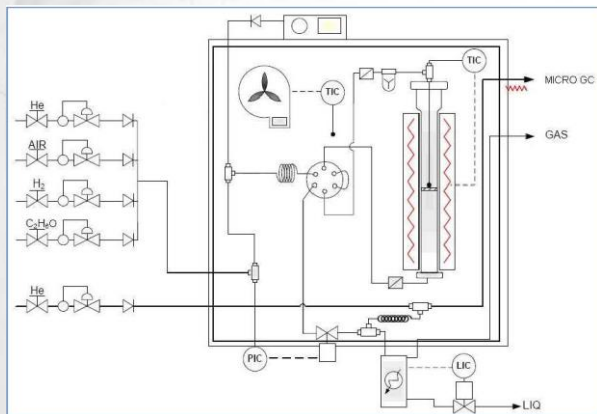 TIC
MICRO GC
He
TIC
GAS
AIR
H₂
C₂H₆O
He
PIC
LIC
LIQ